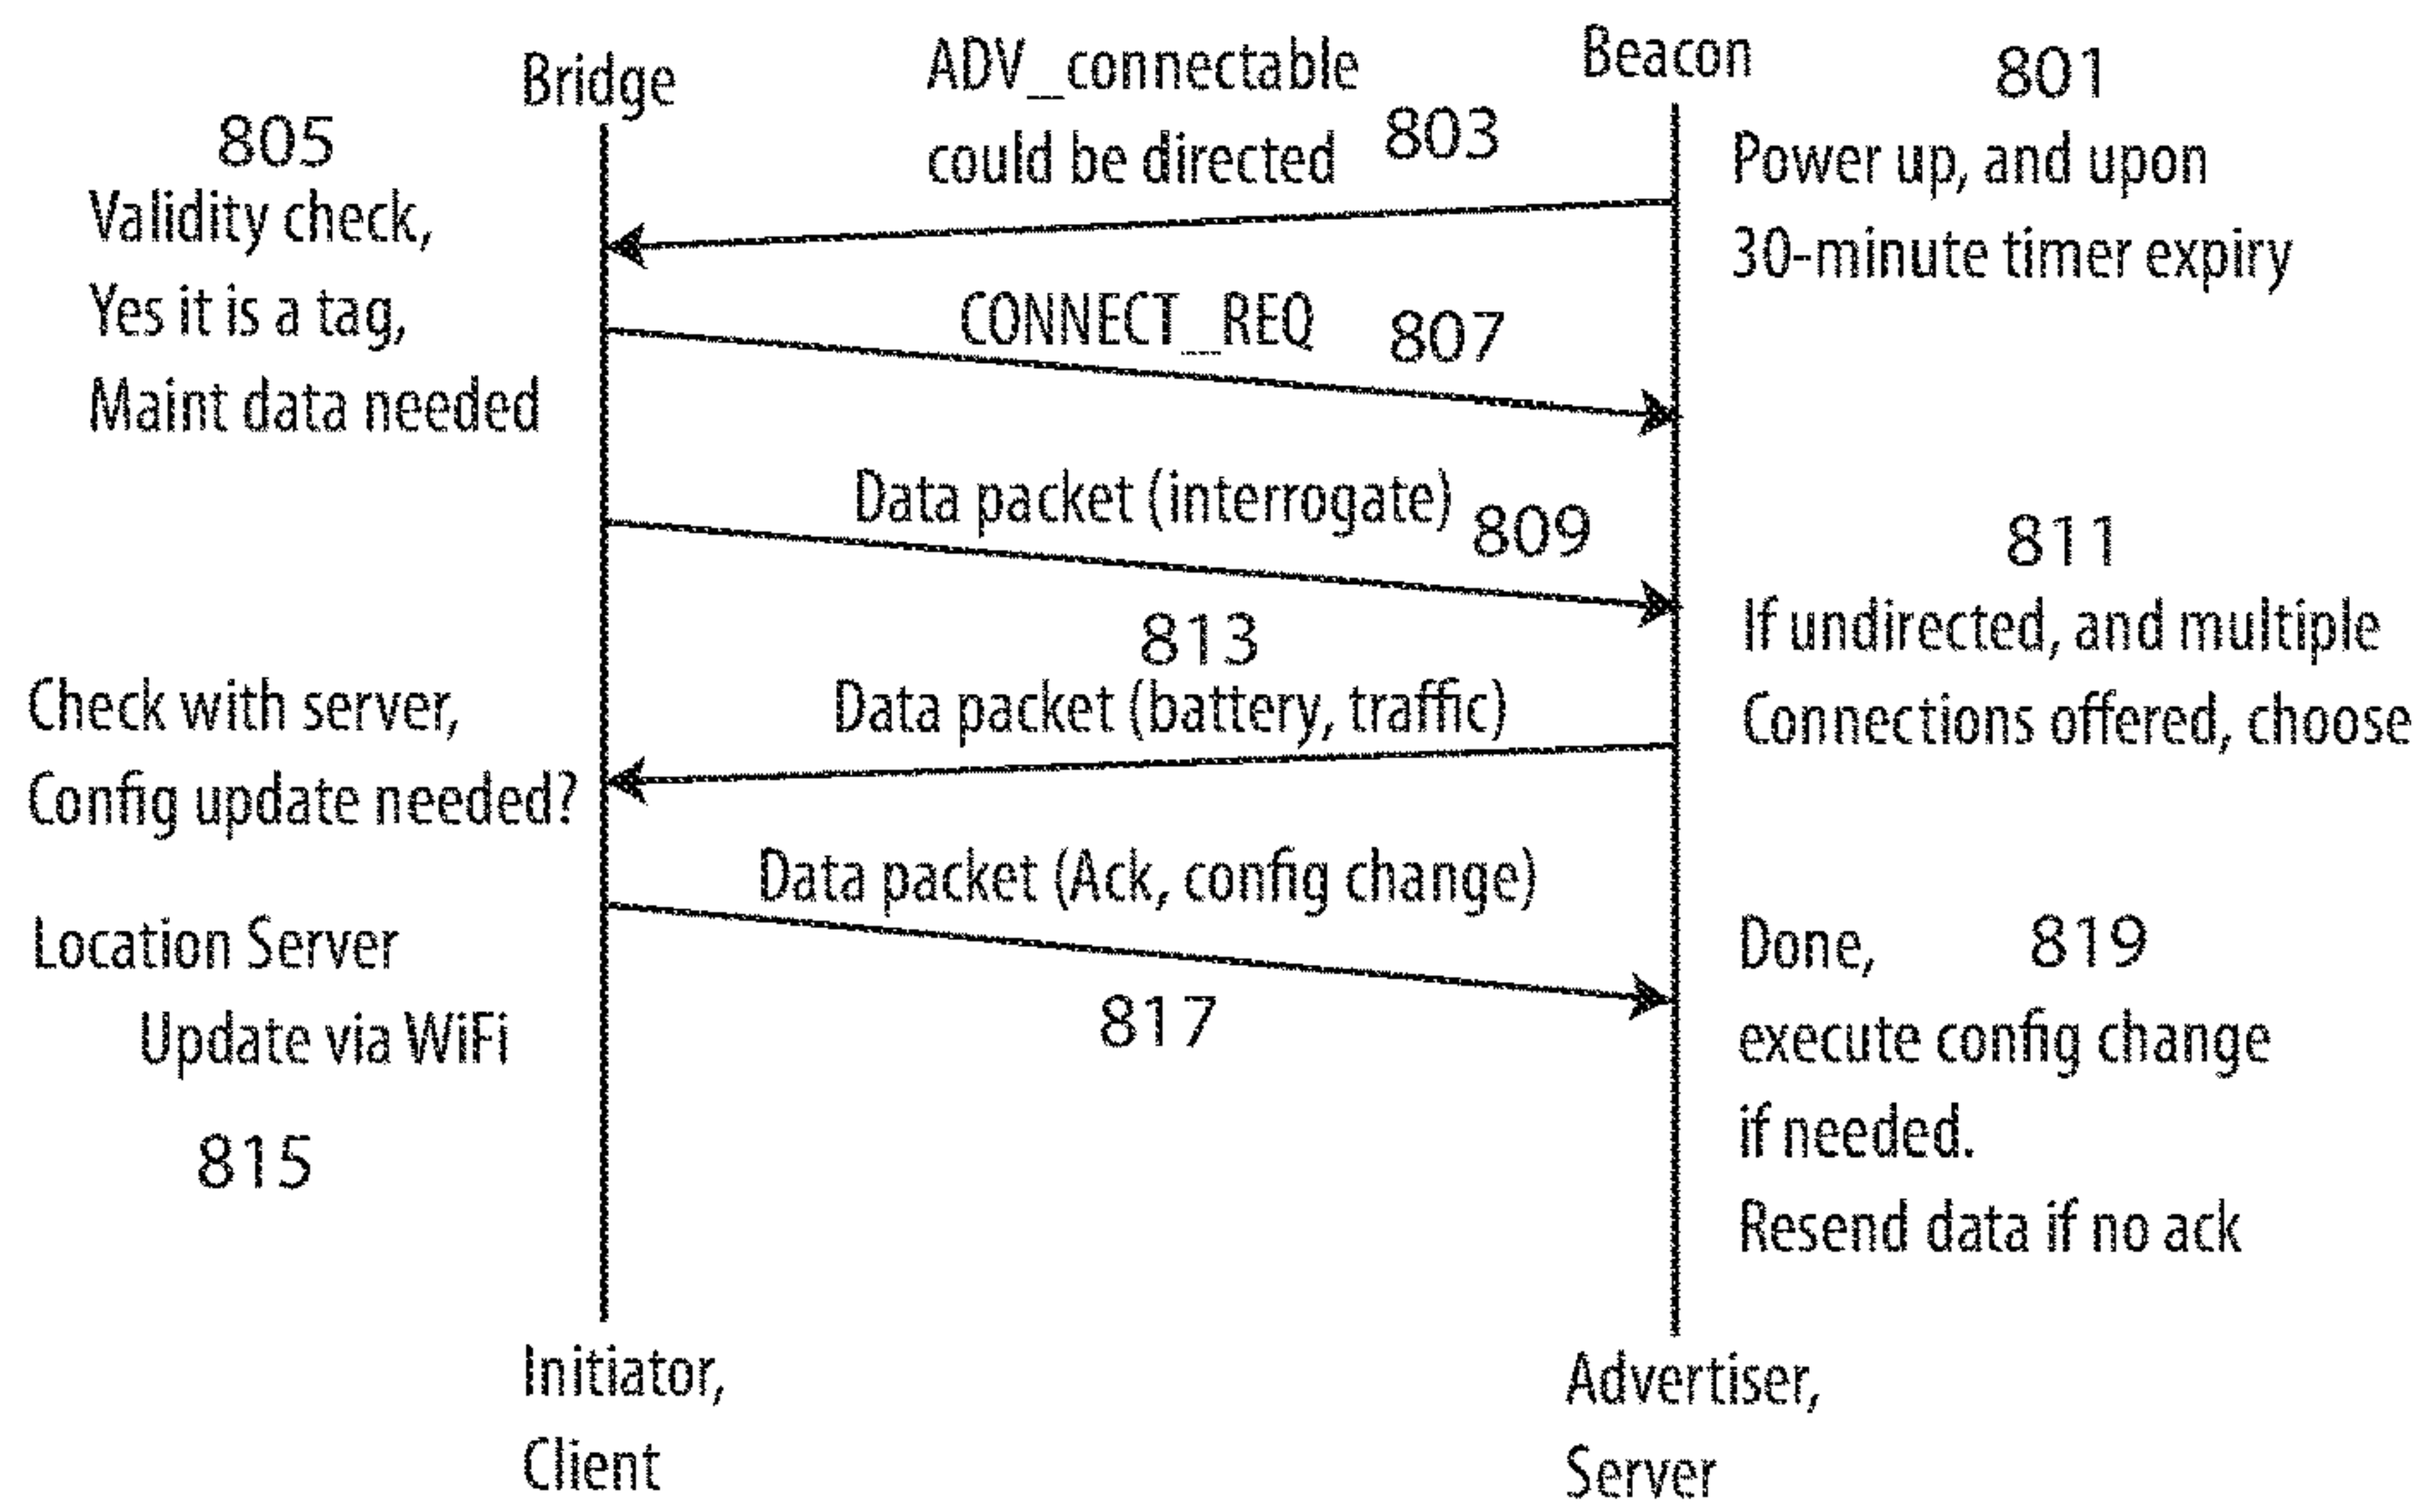 Bridge
ADV_connectable
could be directed 803
Beacon
801
Power up, and upon
30-minute timer expiry
805
Validity check,
Yes it is a tag,
Maint data needed
CONNECT_REQ 807
Data packet (interrogate) 809
811
If undirected, and multiple
Connections offered, choose
813
Data packet (battery, traffic)
Check with server,
Config update needed?
Data packet (Ack, config change)
817
Location Server
Update via WiFi
815
Done, 819
execute config change
if needed.
Resend data if no ack
Initiator,
Client
Advertiser,
Server